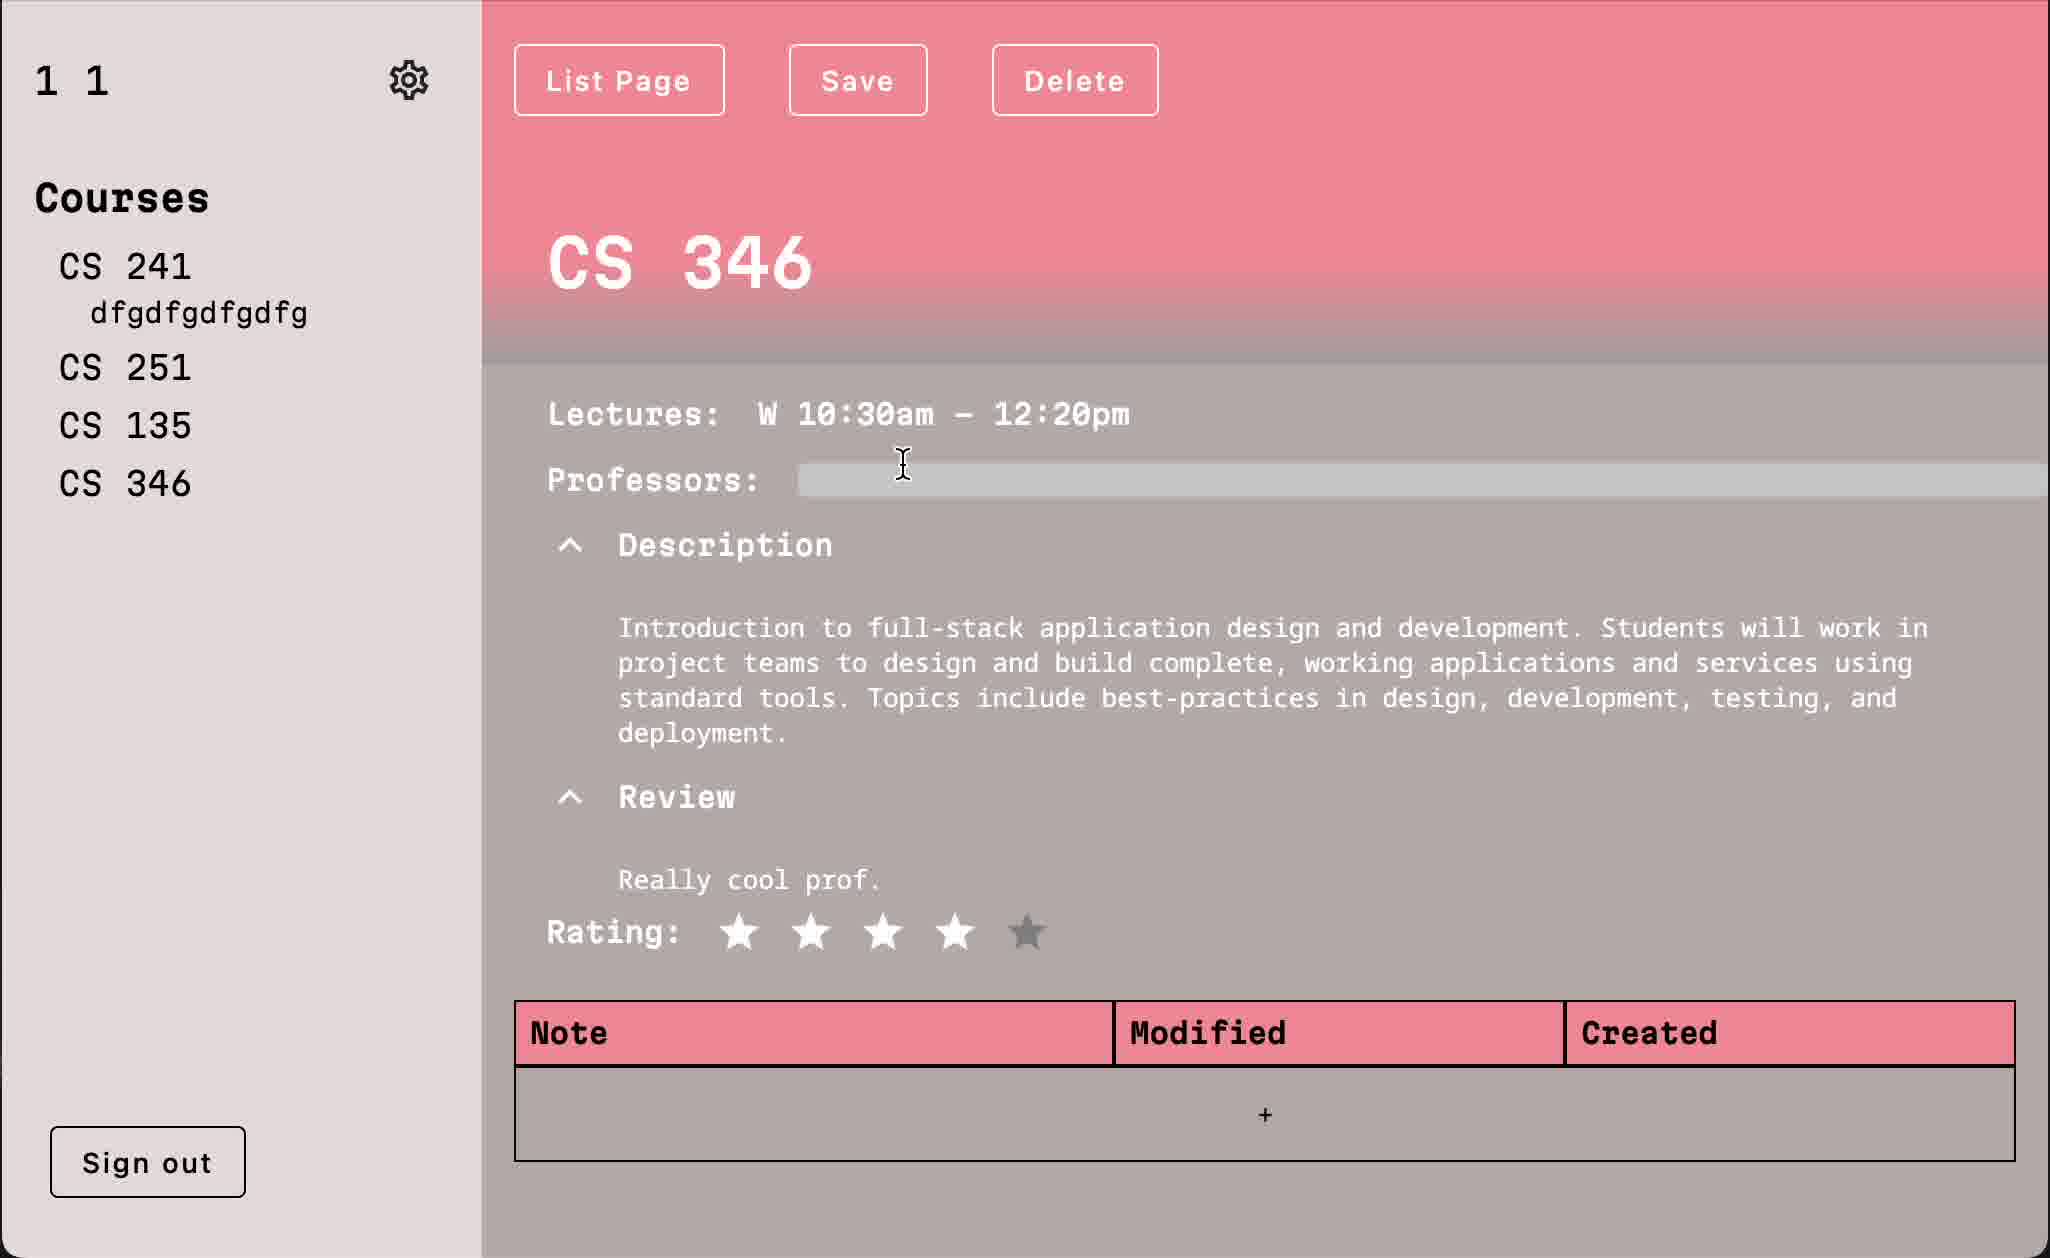 1 1
List Page Save Delete
Courses
CS 241
dfgdfgdfgdfg
CS 251
CS 135
CS 346
CS 346
Lectures: W 10:30am - 12:20pm
Professors:
Description
Introduction to full-stack application design and development. Students will work in
project teams to design and build complete, working applications and services using
standard tools. Topics include best-practices in design, development, testing, and
deployment.
Review
Really cool prof.
Rating:
Note Modified Created
+
Sign out